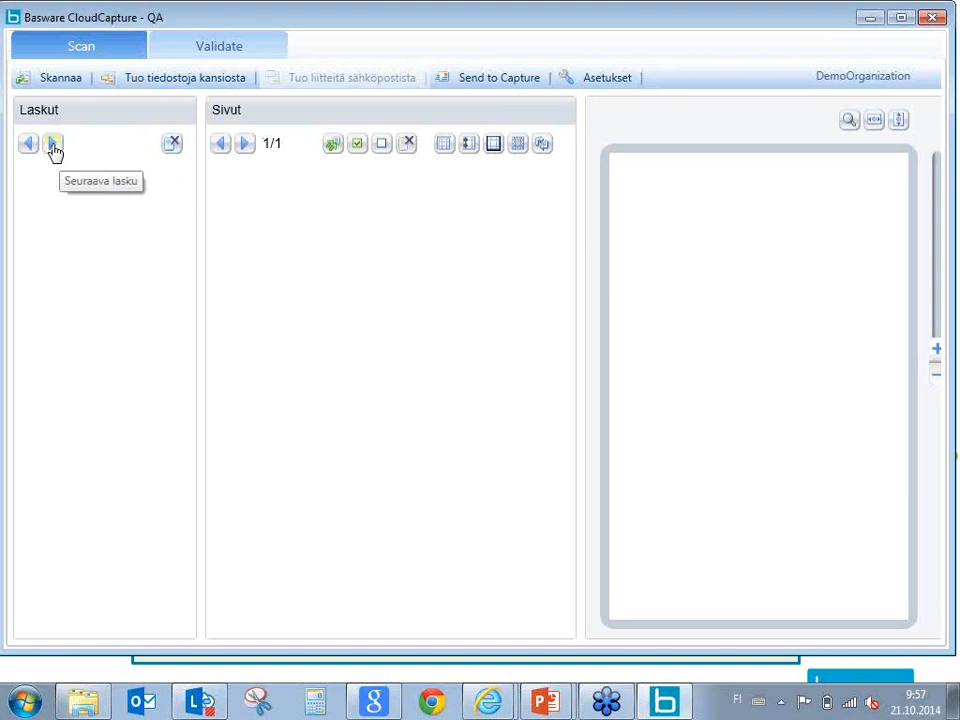 Basware CloudCapture - QA
Scan
Validate
Skannaa | Tuo tiedostoja kansiosta | Tuo liitteitä sähköpostista | Send to Capture | Asetukset |
DemoOrganization
Laskut
Sivut
1/1
Seuraava lasku
FI
9:57
21.10.2014